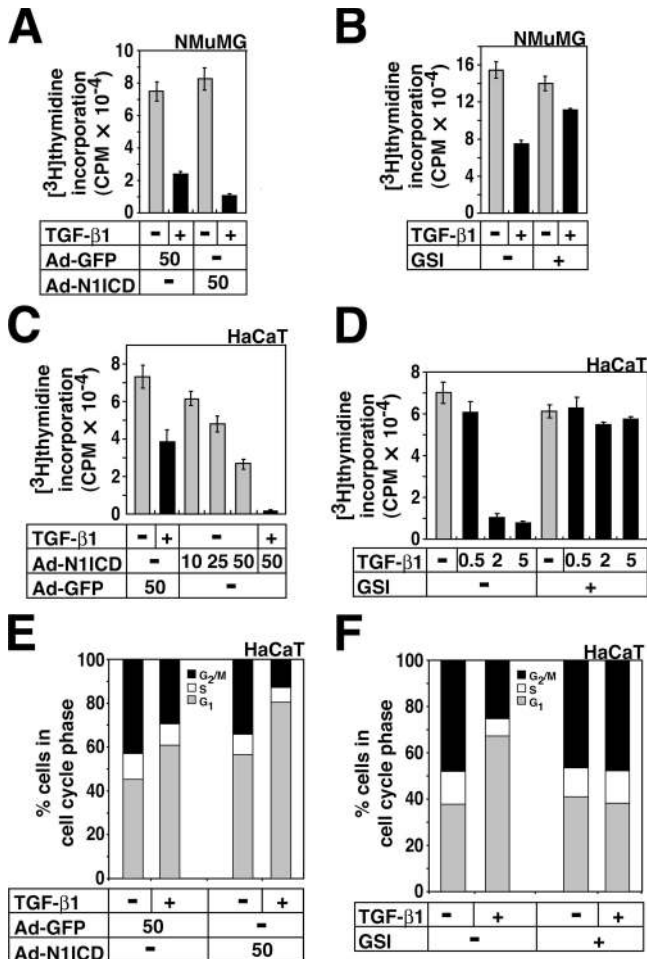 A
NMuMG
[³H]thymidine
incorporation
(CPM × 10⁻⁴)
10
8
6
4
2
0
TGF-β1 - + - +
Ad-GFP 50 -
Ad-N1ICD - 50
B
NMuMG
[³H]thymidine
incorporation
(CPM × 10⁻⁴)
16
12
8
4
0
TGF-β1 - + - +
GSI - +
C
HaCaT
[³H]thymidine
incorporation
(CPM × 10⁻⁴)
6
4
2
0
TGF-β1 - + - +
Ad-N1ICD - 10 25 50 50
Ad-GFP 50 -
D
HaCaT
[³H]thymidine
incorporation
(CPM × 10⁻⁴)
8
6
4
2
0
TGF-β1 - 0.5 2 5 - 0.5 2 5
GSI - +
E
HaCaT
% cells in
cell cycle phase
100
80
60
40
20
0
G₂/M
S
G₁
TGF-β1 - + - +
Ad-GFP 50 -
Ad-N1ICD - 50
F
HaCaT
% cells in
cell cycle phase
100
80
60
40
20
0
G₂/M
S
G₁
TGF-β1 - + - +
GSI - +